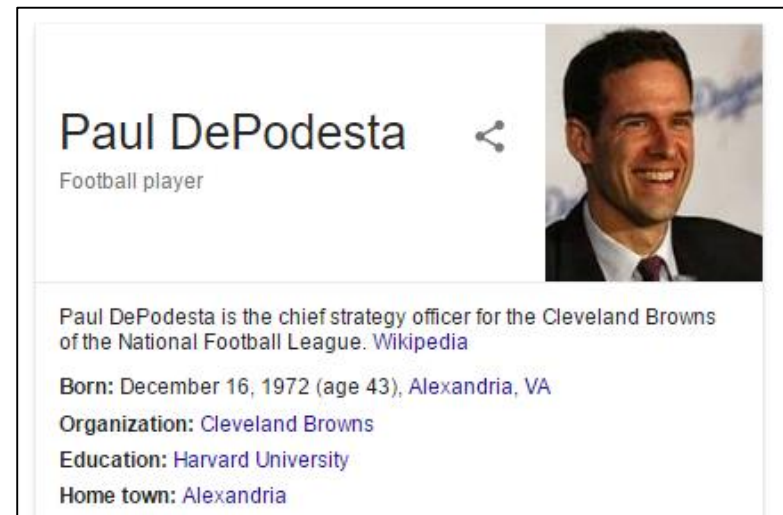 Paul DePodesta
Football player
Paul DePodesta is the chief strategy officer for the Cleveland Browns
of the National Football League. Wikipedia
Born: December 16, 1972 (age 43), Alexandria, VA
Organization: Cleveland Browns
Education: Harvard University
Home town: Alexandria